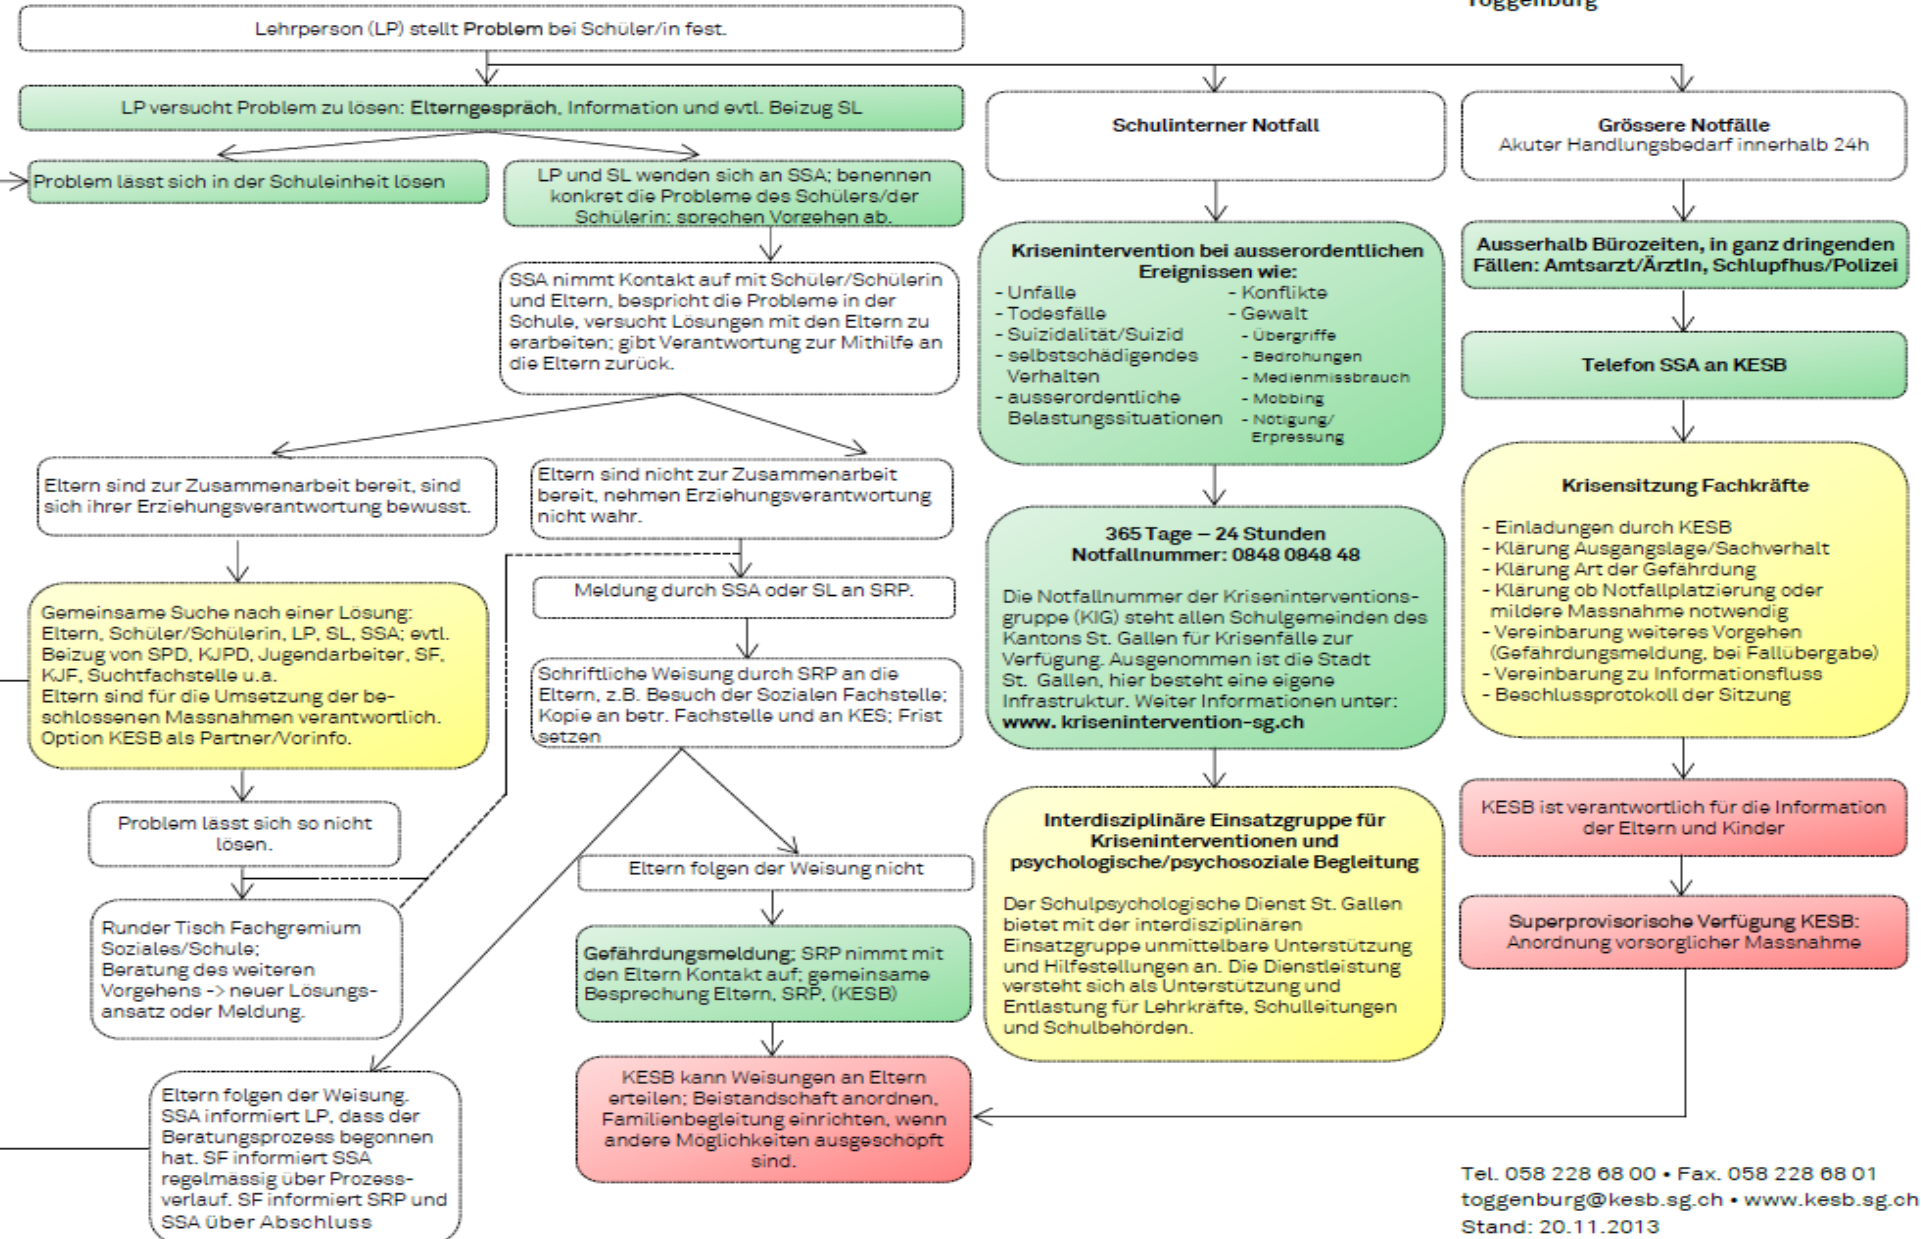 Toggenburg
Lehrperson (LP) stellt Problem bei Schüler/in fest.
LP versucht Problem zu lösen: Elterngespräch, Information und evtl. Beizug SL
Problem lässt sich in der Schuleinheit lösen
LP und SL wenden sich an SSA; benennen
konkret die Probleme des Schülers/der
Schülerin; sprechen Vorgehen ab.
SSA nimmt Kontakt auf mit Schüler/Schülerin
und Eltern, bespricht die Probleme in der
Schule, versucht Lösungen mit den Eltern zu
erarbeiten; gibt Verantwortung zur Mithilfe an
die Eltern zurück.
Eltern sind zur Zusammenarbeit bereit, sind
sich ihrer Erziehungsverantwortung bewusst.
Gemeinsame Suche nach einer Lösung:
Eltern, Schüler/Schülerin, LP, SL, SSA; evtl.
Beizug von SPD, KJPD, Jugendarbeiter, SF,
KJF, Suchtfachstelle u.a.
Eltern sind für die Umsetzung der be-
schlossenen Massnahmen verantwortlich.
Option KESB als Partner/Vorinfo.
Problem lässt sich so nicht
lösen.
Runder Tisch Fachgremium
Soziales/Schule;
Beratung des weiteren
Vorgehens -> neuer Lösungs-
ansatz oder Meldung.
Eltern folgen der Weisung.
SSA informiert LP, dass der
Beratungsprozess begonnen
hat. SF informiert SSA
regelmässig über Prozess-
verlauf. SF informiert SRP und
SSA über Abschluss
Eltern sind nicht zur Zusammenarbeit
bereit, nehmen Erziehungsverantwortung
nicht wahr.
Meldung durch SSA oder SL an SRP.
Schriftliche Weisung durch SRP an die
Eltern, z.B. Besuch der Sozialen Fachstelle;
Kopie an betr. Fachstelle und an KES; Frist
setzen
Eltern folgen der Weisung nicht
Gefährdungsmeldung; SRP nimmt mit
den Eltern Kontakt auf; gemeinsame
Besprechung Eltern, SRP, (KESB)
KESB kann Weisungen an Eltern
erteilen; Beistandschaft anordnen,
Familienbegleitung einrichten, wenn
andere Möglichkeiten ausgeschöpft
sind.
Schulinterner Notfall
Krisenintervention bei ausserordentlichen
Ereignissen wie:
- Unfälle
- Todesfälle
- Suizidalität/Suizid
- selbstschädigendes
Verhalten
- ausserordentliche
Belastungssituationen
- Konflikte
- Gewalt
- Übergriffe
- Bedrohungen
- Medienmissbrauch
- Mobbing
- Nötigung/
Erpressung
365 Tage – 24 Stunden
Notfallnummer: 0848 0848 48
Die Notfallnummer der Kriseninterventions-
gruppe (KIG) steht allen Schulgemeinden des
Kantons St. Gallen für Krisenfälle zur
Verfügung. Ausgenommen ist die Stadt
St. Gallen, hier besteht eine eigene
Infrastruktur. Weiter Informationen unter:
www. krisenintervention-sg.ch
Interdisziplinäre Einsatzgruppe für
Kriseninterventionen und
psychologische/psychosoziale Begleitung
Der Schulpsychologische Dienst St. Gallen
bietet mit der interdisziplinären
Einsatzgruppe unmittelbare Unterstützung
und Hilfestellungen an. Die Dienstleistung
versteht sich als Unterstützung und
Entlastung für Lehrkräfte, Schulleitungen
und Schulbehörden.
Grössere Notfälle
Akuter Handlungsbedarf innerhalb 24h
Ausserhalb Bürozeiten, in ganz dringenden
Fällen: Amtsarzt/ÄrztIn, Schlupfhus/Polizei
Telefon SSA an KESB
Krisensitzung Fachkräfte
- Einladungen durch KESB
- Klärung Ausgangslage/Sachverhalt
- Klärung Art der Gefährdung
- Klärung ob Notfallplatzierung oder
mildere Massnahme notwendig
- Vereinbarung weiteres Vorgehen
(Gefährdungsmeldung, bei Fallübergabe)
- Vereinbarung zu Informationsfluss
- Beschlussprotokoll der Sitzung
KESB ist verantwortlich für die Information
der Eltern und Kinder
Superprovisorische Verfügung KESB:
Anordnung vorsorglicher Massnahme
Tel. 058 228 68 00 • Fax. 058 228 68 01
toggenburg@kesb.sg.ch • www.kesb.sg.ch
Stand: 20.11.2013